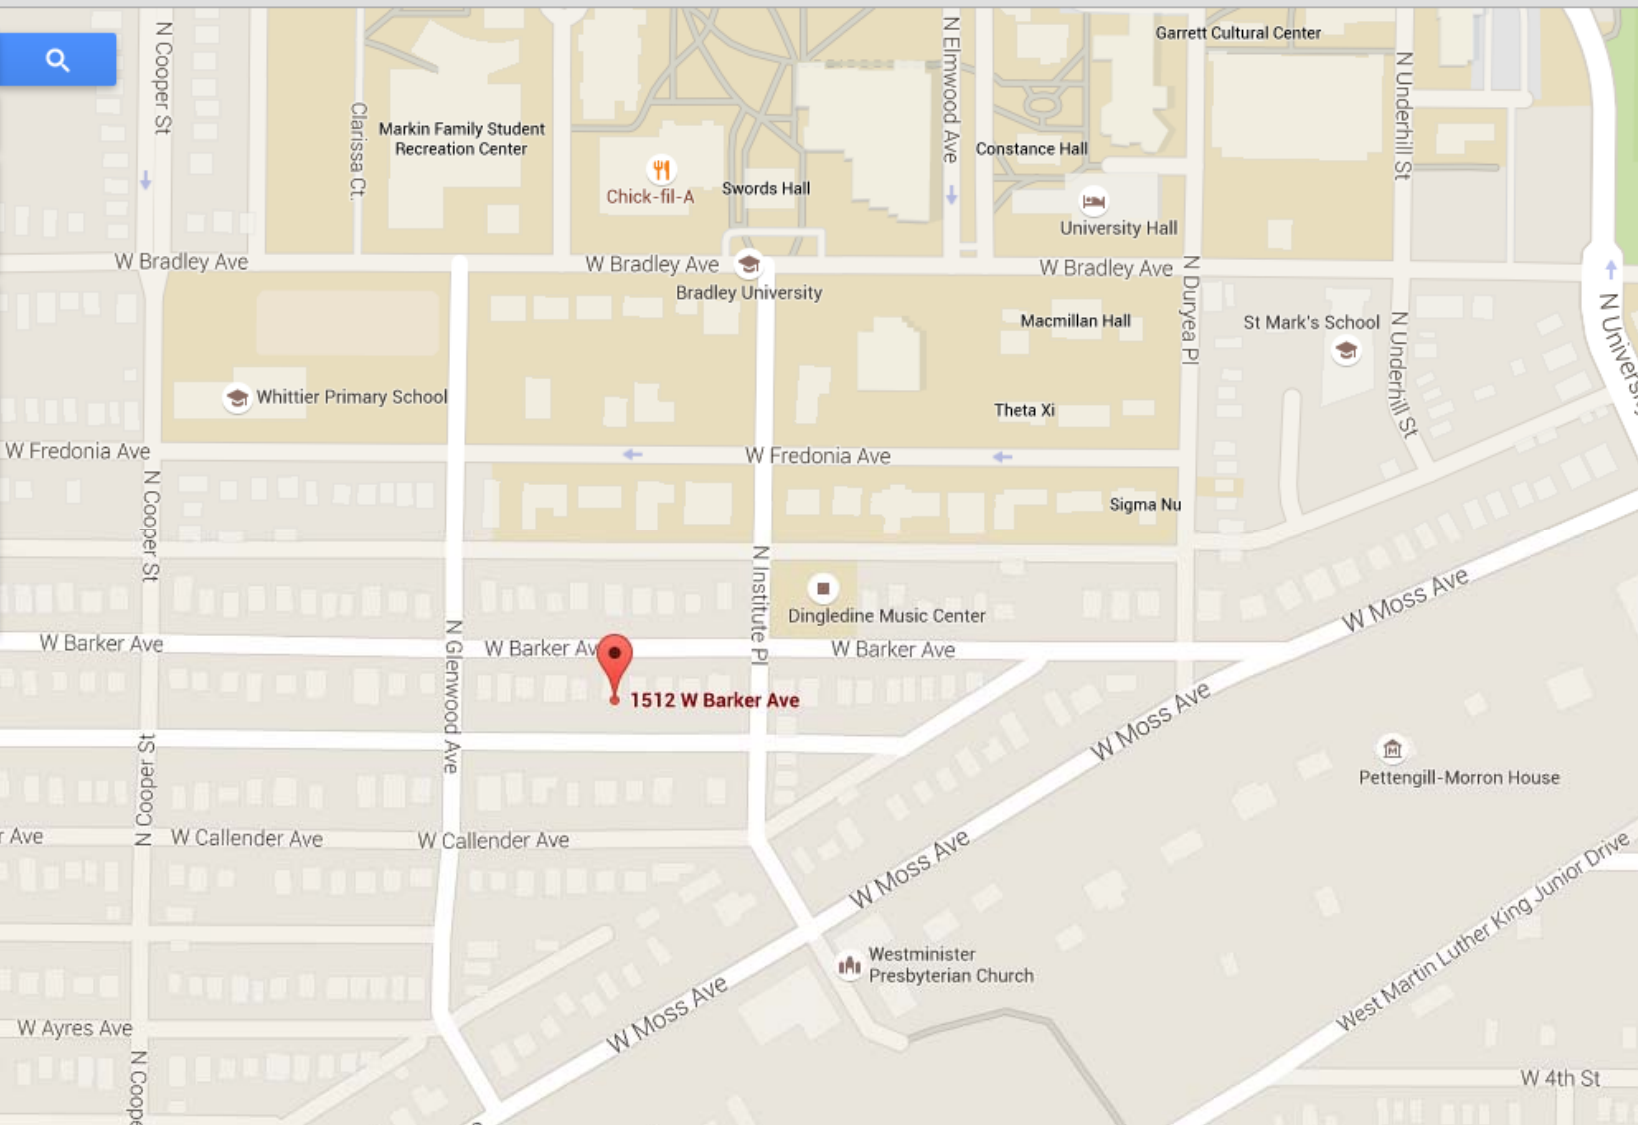 N Cooper St
Clarissa Ct.
N Elmwood Ave
Garrett Cultural Center
N Underhill St
Markin Family Student
Recreation Center
Chick-fil-A
Swords Hall
Constance Hall
University Hall
W Bradley Ave
W Bradley Ave
W Bradley Ave
Bradley University
N Duryea Pl
Macmillan Hall
St Mark's School
N Underhill St
Whittier Primary School
Theta Xi
W Fredonia Ave
W Fredonia Ave
N Cooper St
Sigma Nu
N Institute Pl
Dingledine Music Center
W Moss Ave
W Barker Ave
N Glenwood Ave
W Barker Av
W Barker Ave
1512 W Barker Ave
W Moss Ave
N Cooper St
Pettengill-Morron House
r Ave
W Callender Ave
W Callender Ave
W Moss Ave
West Martin Luther King Junior Drive
Westminister
Presbyterian Church
W Moss Ave
W Ayres Ave
N Coope
W 4th St